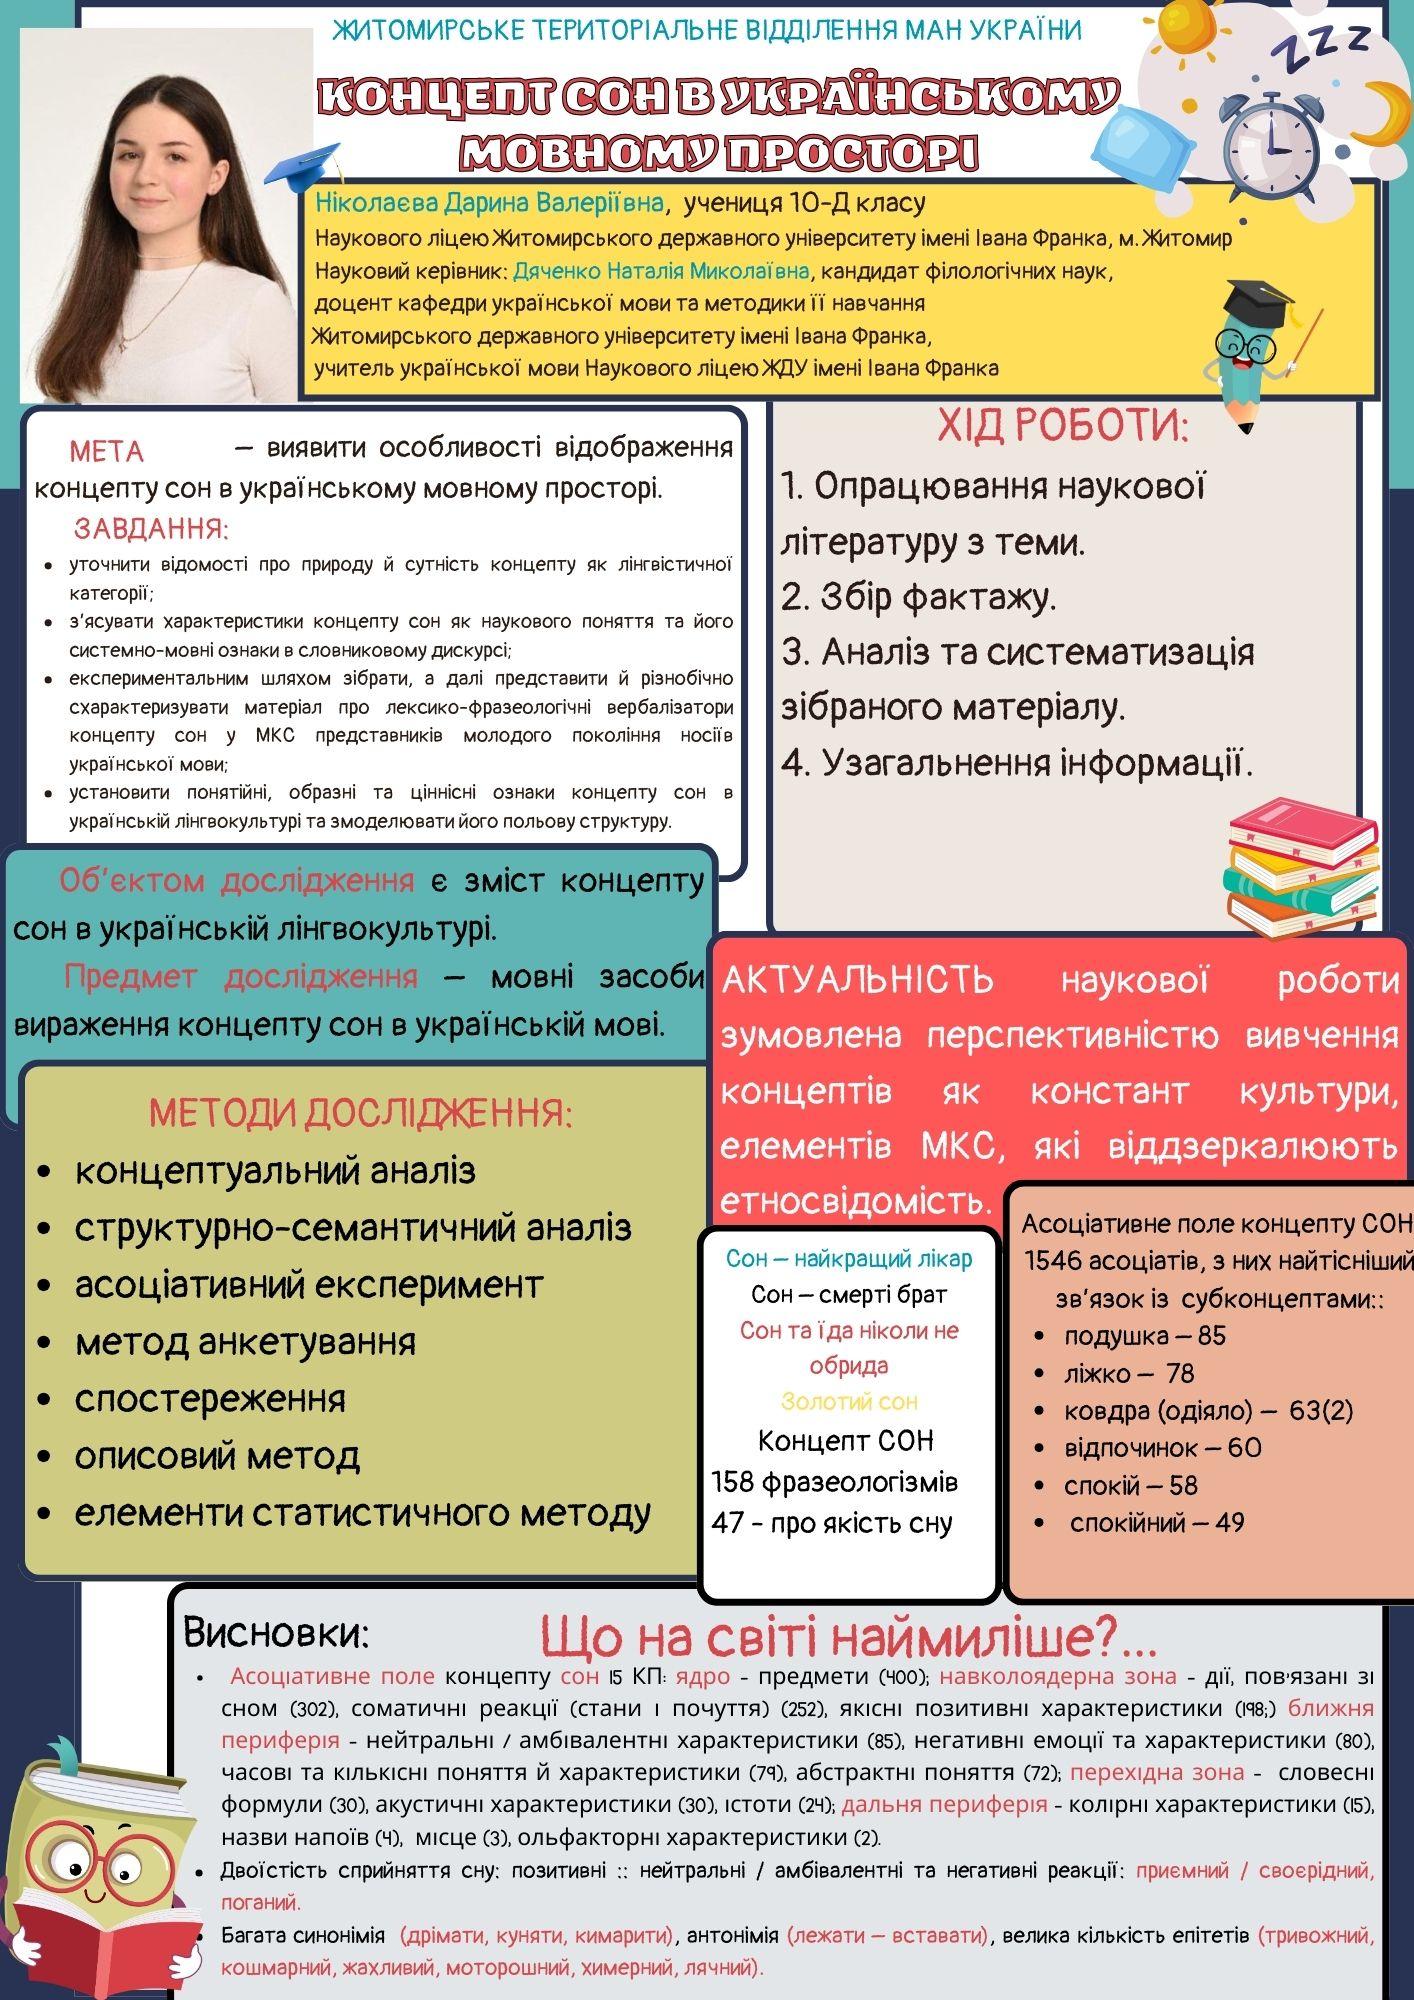 ЖИТОМИРСЬКЕ ТЕРИТОРІАЛЬНЕ ВІДДІЛЕННЯ МАН УКРАЇНИ
zzz
КОНЦЕПТ СОН В УКРАЇНСЬКОМУ
МОВНОМУ ПРОСТОРІ
Ніколаєва Дарина Валеріївна, учениця 10-Д класу
Наукового ліцею Житомирського державного університету імені Івана Франка, м. Житомир
Науковий керівник: Дяченко Наталія Миколаївна, кандидат філологічних наук,
доцент кафедри української мови та методики її навчання
Житомирського державного університету імені Івана Франка,
учитель української мови Наукового ліцею ЖДУ імені Івана Франка
МЕТА – виявити особливості відображення
концепту сон в українському мовному просторі.
ЗАВДАННЯ:
• уточнити відомості про природу й сутність концепту як лінгвістичної
категорії;
• з'ясувати характеристики концепту сон як наукового поняття та його
системно-мовні ознаки в словниковому дискурсі;
• експериментальним шляхом зібрати, а далі представити й різнобічно
схарактеризувати матеріал про лексико-фразеологічні вербалізатори
концепту сон у МКС представників молодого покоління носіїв
української мови;
• установити понятійні, образні та ціннісні ознаки концепту сон в
українській лінгвокультурі та змоделювати його польову структуру.
ХІД РОБОТИ:
1. Опрацювання наукової
літературу з теми.
2. Збір фактажу.
3. Аналіз та систематизація
зібраного матеріалу.
4. Узагальнення інформації.
Об'єктом дослідження є зміст концепту
сон в українській лінгвокультурі.
Предмет дослідження – мовні засоби
вираження концепту сон в українській мові.
АКТУАЛЬНІСТЬ наукової роботи
зумовлена перспективністю вивчення
концептів як констант культури,
елементів МКС, які віддзеркалюють
етносвідомість.
МЕТОДИ ДОСЛІДЖЕННЯ:
• концептуальний аналіз
• структурно-семантичний аналіз
• асоціативний експеримент
• метод анкетування
• спостереження
• описовий метод
• елементи статистичного методу
Сон – найкращий лікар
Сон – смерті брат
Сон та їда ніколи не
обрида
Золотий сон
Концепт СОН
158 фразеологізмів
47 - про якість сну
Асоціативне поле концепту СОН
1546 асоціатів, з них найтісніший
зв'язок із субконцептами::
• подушка – 85
• ліжко – 78
• ковдра (одіяло) – 63(2)
• відпочинок – 60
• спокій – 58
• спокійний – 49
Висновки: Що на світі наймиліше?...
• Асоціативне поле концепту сон 15 КП: ядро - предмети (400); навколоядерна зона - дії, пов'язані зі
сном (302), соматичні реакції (стани і почуття) (252), якісні позитивні характеристики (198;) ближня
периферія - нейтральні / амбівалентні характеристики (85), негативні емоції та характеристики (80),
часові та кількісні поняття й характеристики (79), абстрактні поняття (72); перехідна зона - словесні
формули (30), акустичні характеристики (30), істоти (24); дальня периферія - колірні характеристики (15),
назви напоїв (4), місце (3), ольфакторні характеристики (2).
• Двоїстість сприйняття сну: позитивні :: нейтральні / амбівалентні та негативні реакції: приємний / своєрідний,
поганий.
• Багата синонімія (дрімати, куняти, кимарити), антонімія (лежати – вставати), велика кількість епітетів (тривожний,
кошмарний, жахливий, моторошний, химерний, лячний).